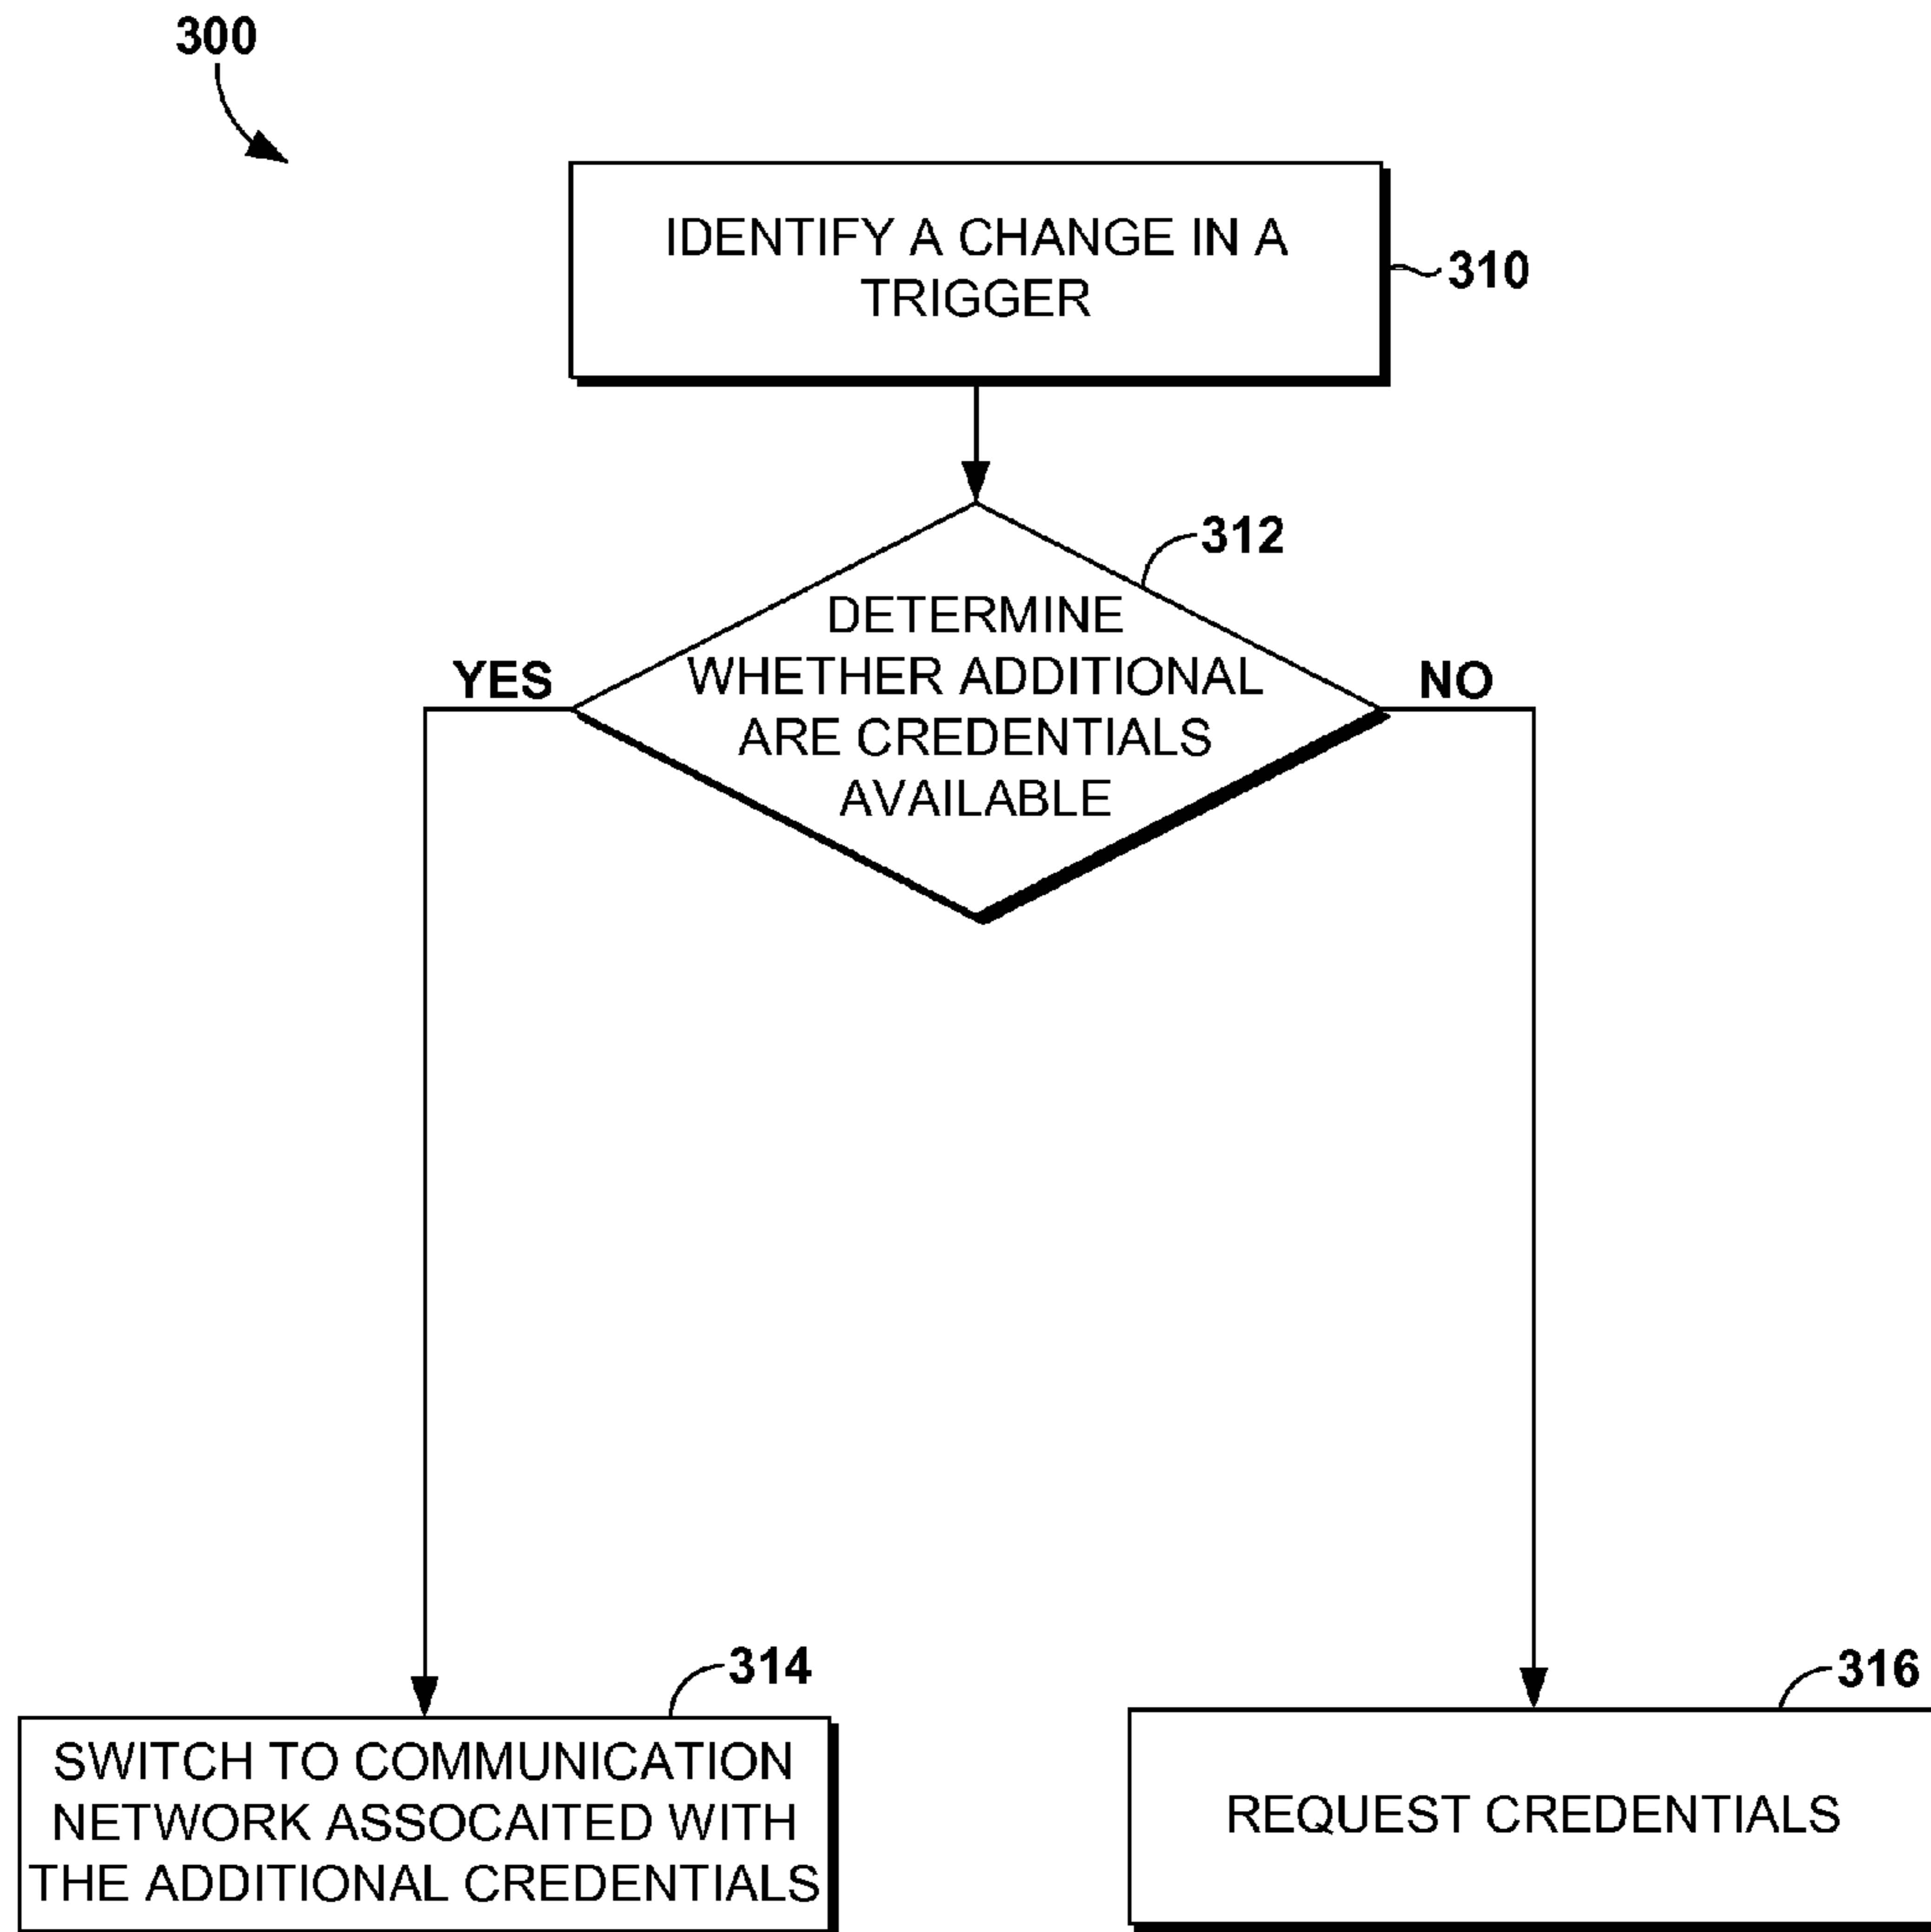 300
IDENTIFY A CHANGE IN A
TRIGGER
310
312
DETERMINE
WHETHER ADDITIONAL
ARE CREDENTIALS
AVAILABLE
YES
NO
314
SWITCH TO COMMUNICATION
NETWORK ASSOCAITED WITH
THE ADDITIONAL CREDENTIALS
316
REQUEST CREDENTIALS